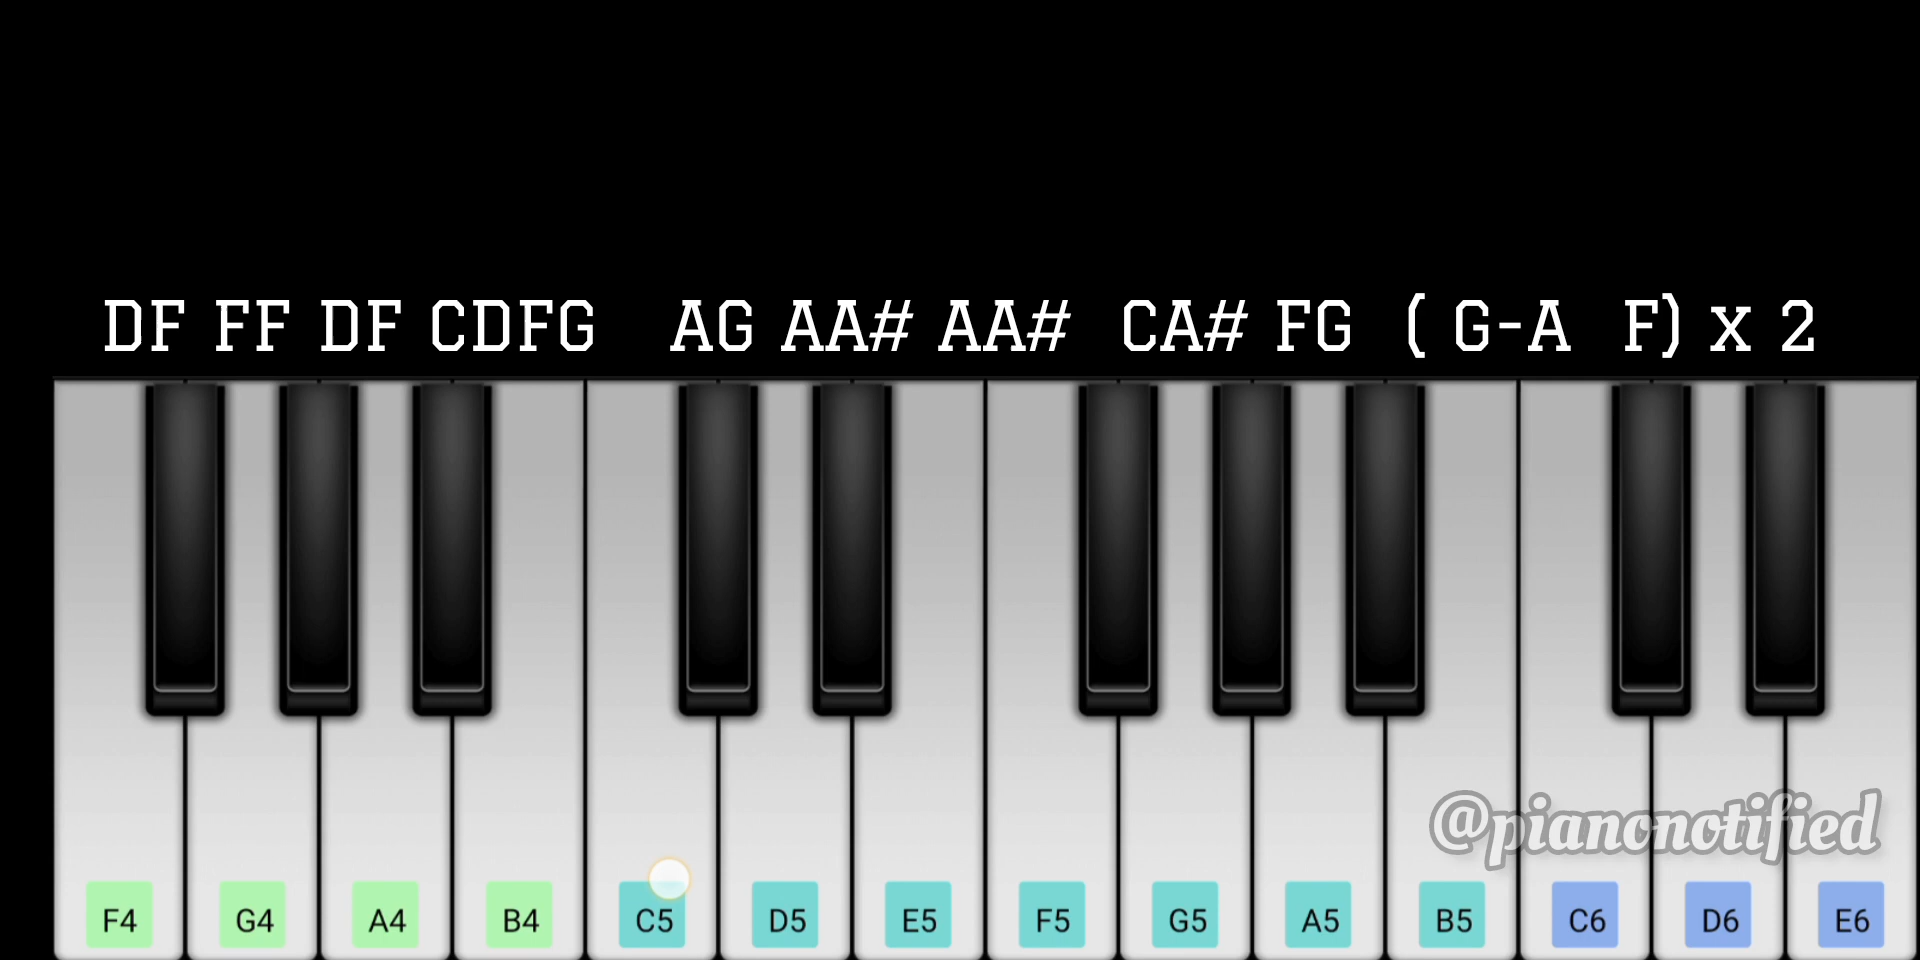 DF FF DF CDFG AG AA# AA# CA# FG ( G-A F) x 2
@pianonotified
F4 G4 A4 B4 C5 D5 E5 F5 G5 A5 B5 C6 D6 E6